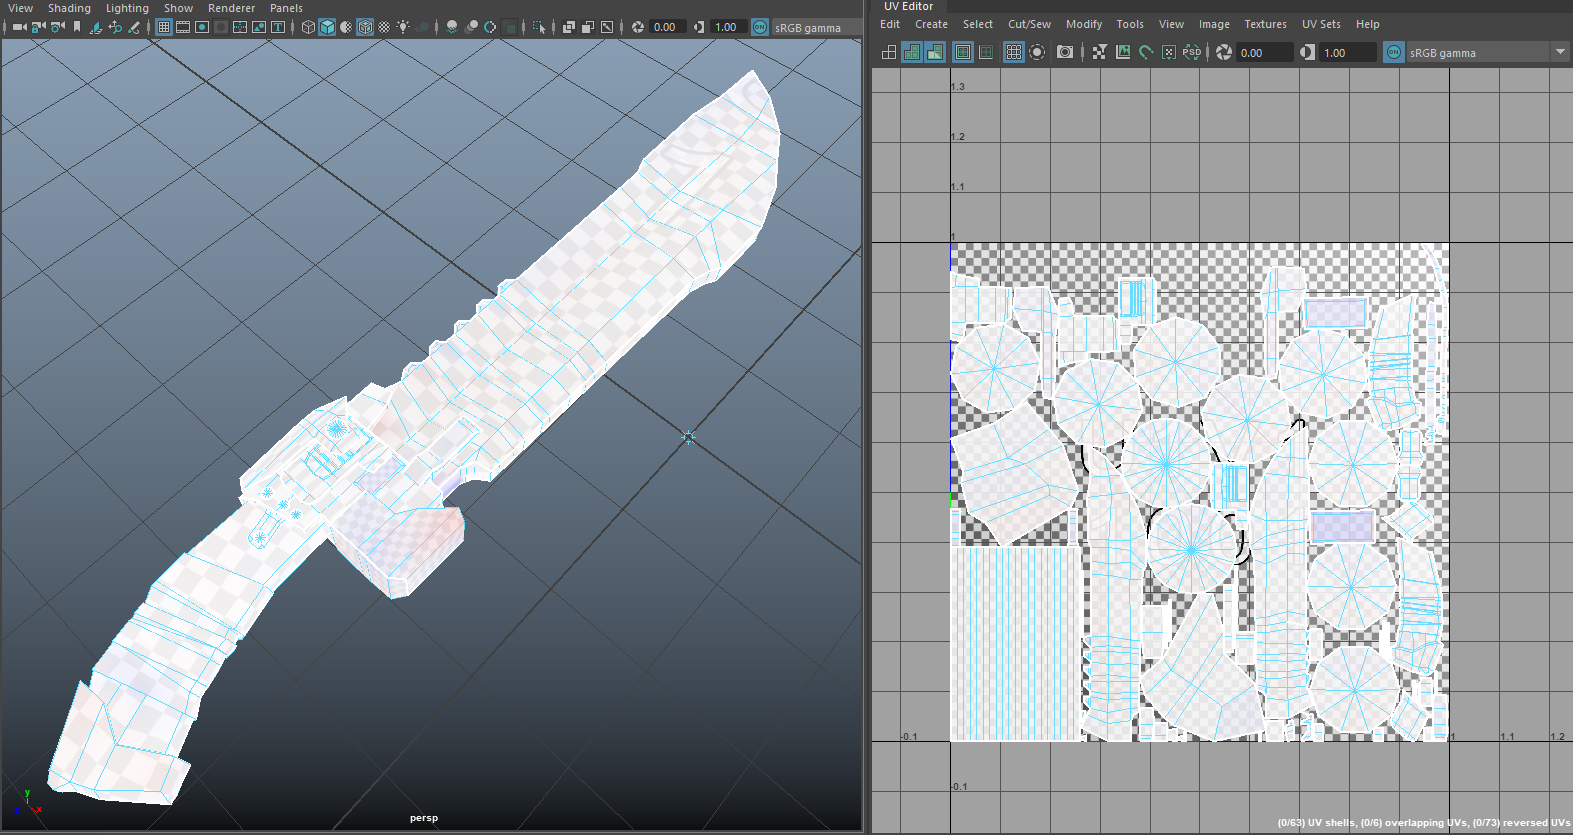 UV Editor
View Shading Lighting Show Renderer Panels
Edit Create Select Cut/Sew Modify Tools View Image Textures UV Sets Help
0.00 1.00 ON sRGB gamma
PSD 0.00 1.00 ON sRGB gamma
1.3
1.2
1.1
1
-0.1 1 1.1 1.2
-0.1
y
z x
persp
(0/63) UV shells, (0/6) overlapping UVs, (0/73) reversed UVs